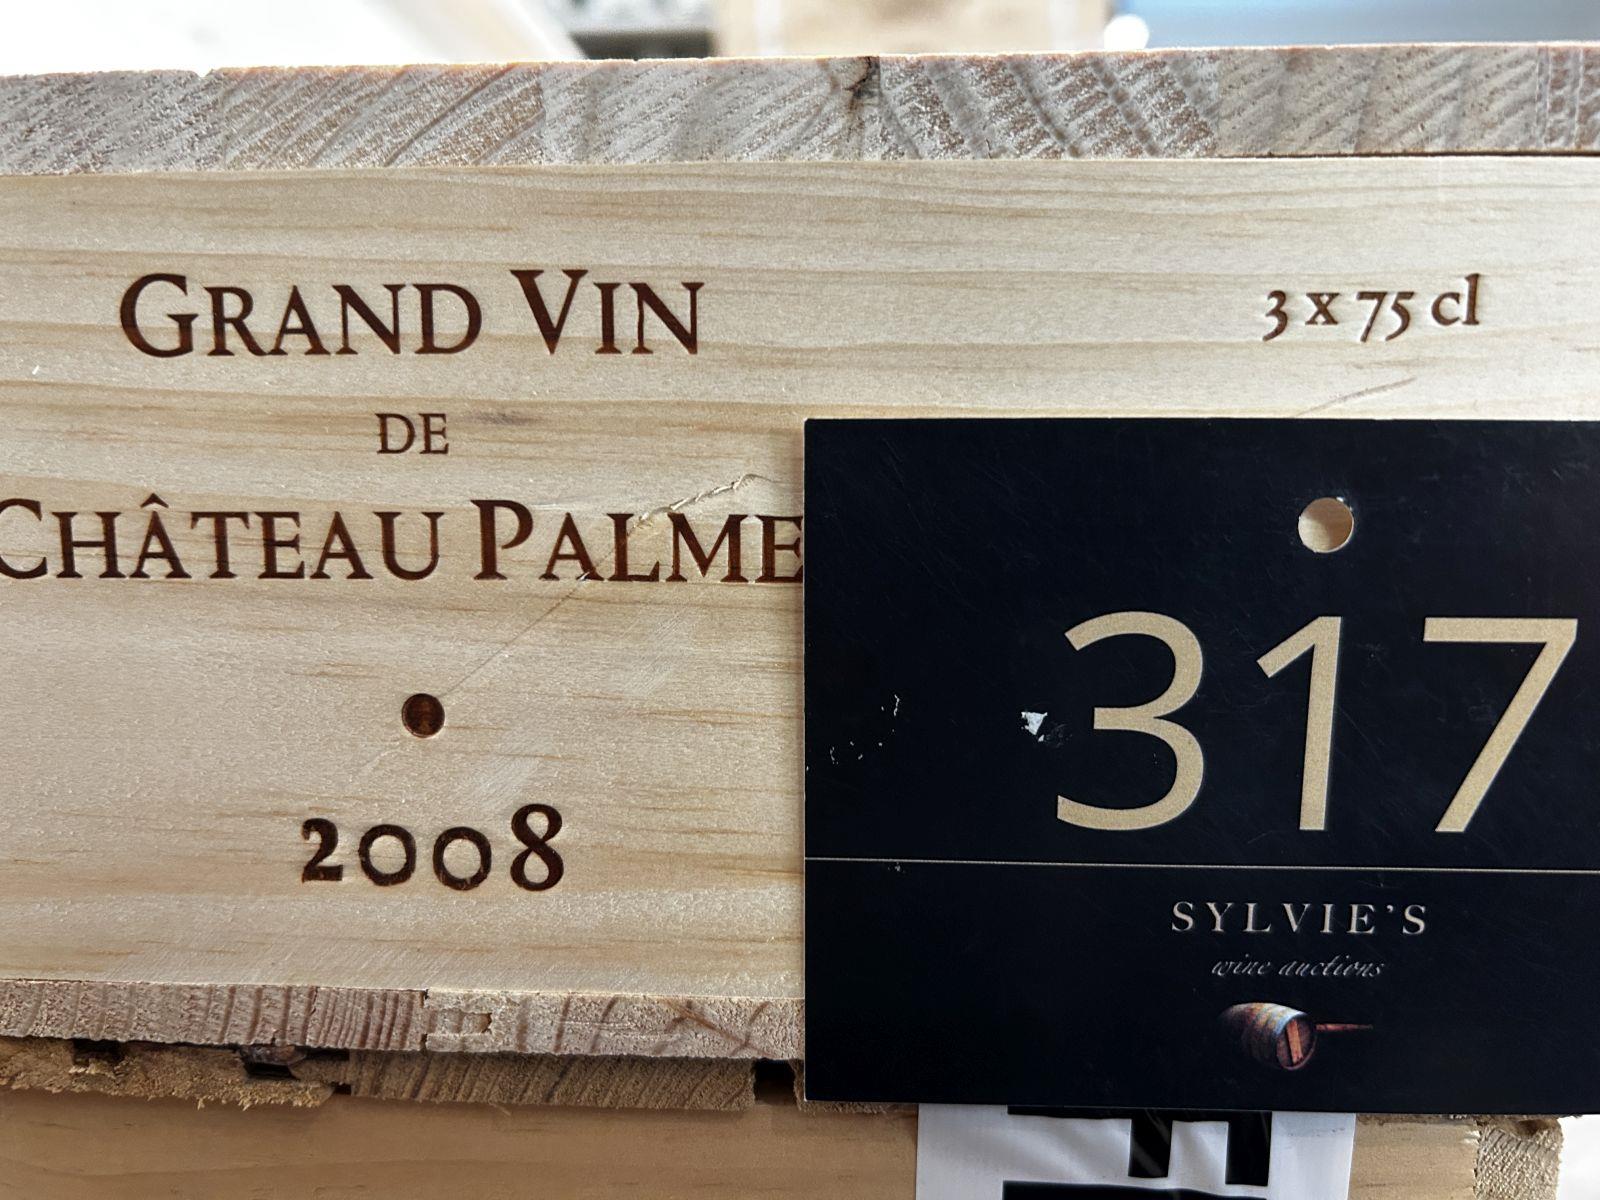 GRAND VIN
3 x 75 cl
DE
CHÂTEAU PALME
2008
317
SYLVIE'S
wine auctions